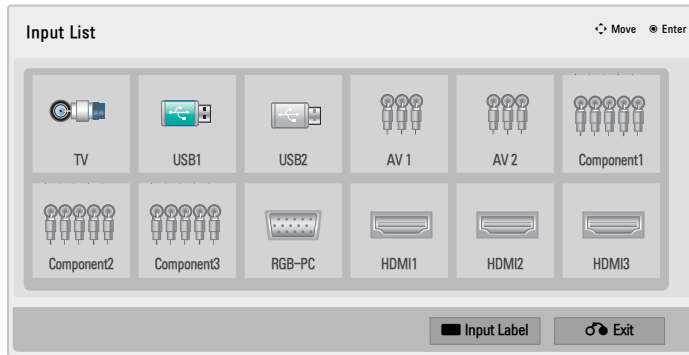 Input List
Move Enter
TV USB1 USB2 AV 1 AV 2 Component1
Component2 Component3 RGB-PC HDMI1 HDMI2 HDMI3
Input Label Exit